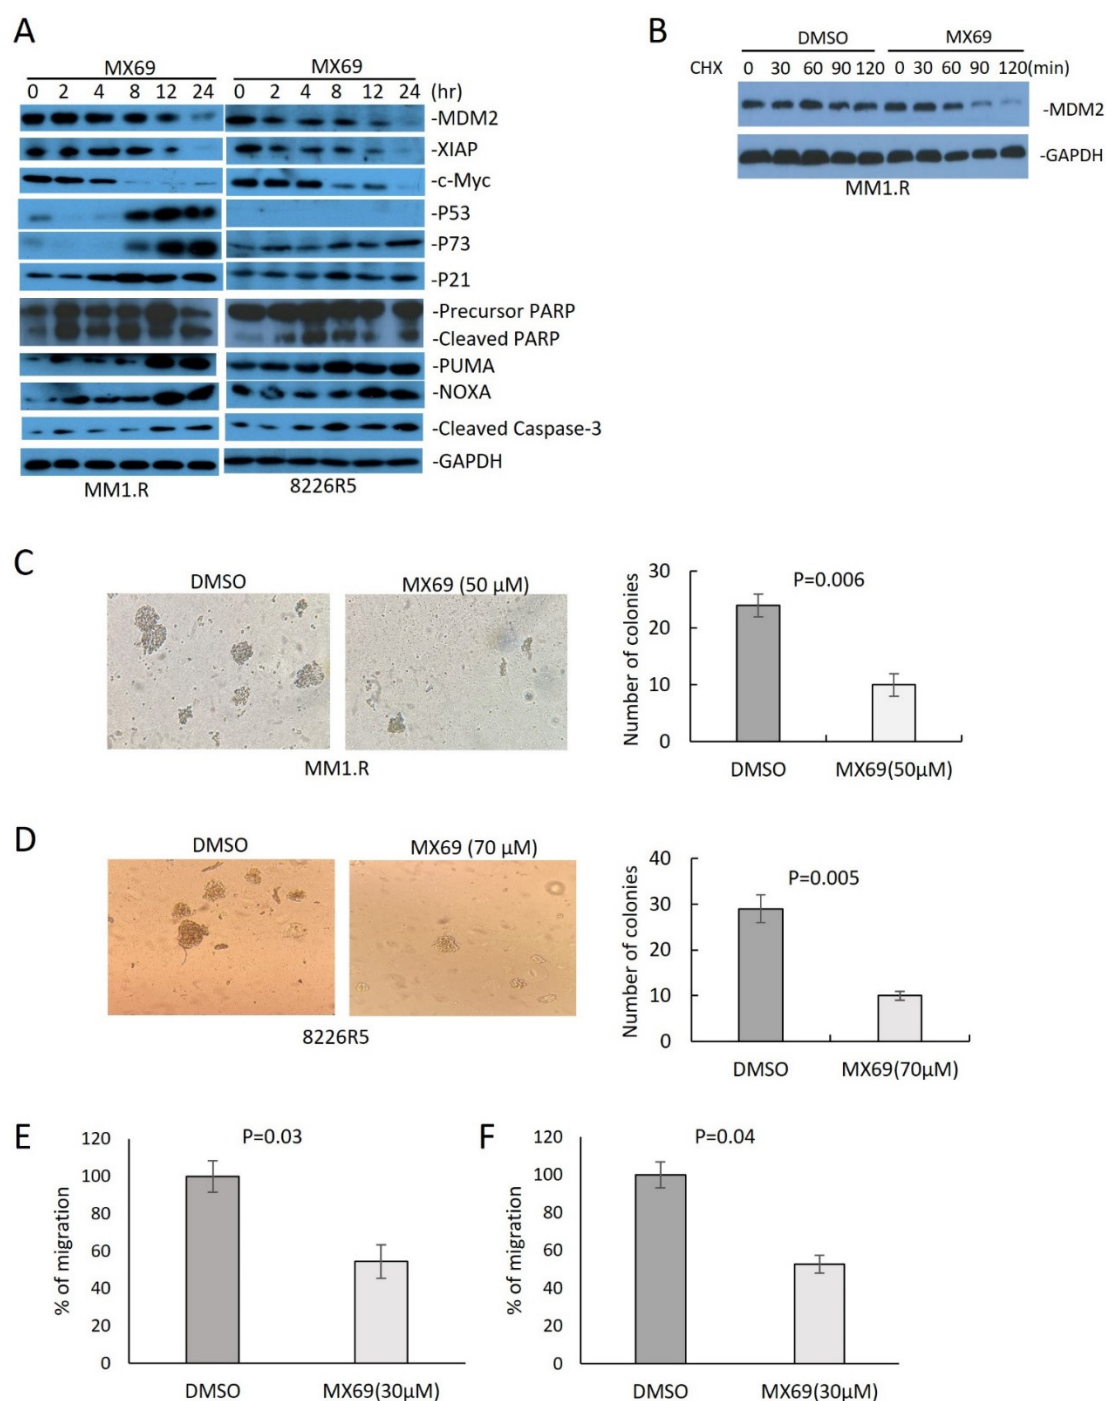 A
MX69 MX69
0 2 4 8 12 24 0 2 4 8 12 24 (hr)
-MDM2
-XIAP
-c-Myc
-P53
-P73
-P21
-Precursor PARP
-Cleaved PARP
-PUMA
-NOXA
-Cleaved Caspase-3
-GAPDH
MM1.R 8226R5
B
DMSO MX69
CHX 0 30 60 90 120 0 30 60 90 120(min)
-MDM2
-GAPDH
MM1.R
C
DMSO MX69 (50 µM)
MM1.R
P=0.006
Number of colonies
30
20
10
0
DMSO MX69(50µM)
D
DMSO MX69 (70 µM)
8226R5
P=0.005
Number of colonies
40
30
20
10
0
DMSO MX69(70µM)
E
P=0.03
% of migration
120
100
80
60
40
20
0
DMSO MX69(30µM)
F
P=0.04
% of migration
120
100
80
60
40
20
0
DMSO MX69(30µM)